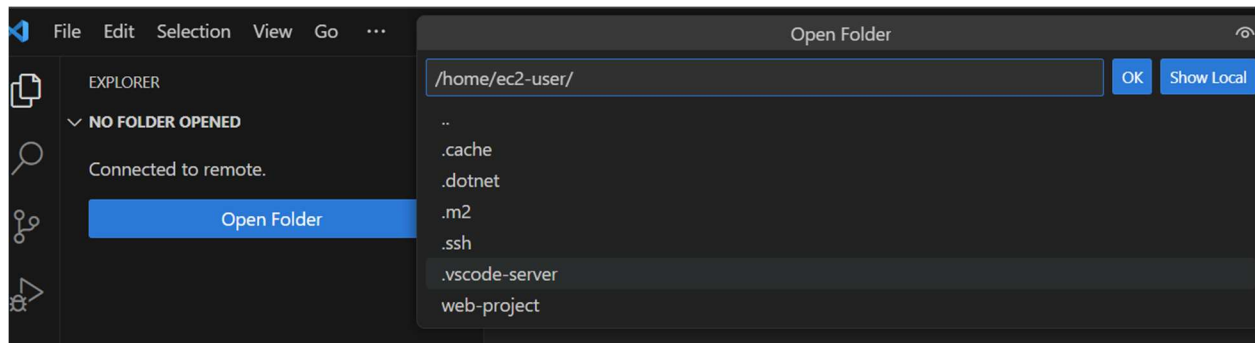 File Edit Selection View Go ...
Open Folder
EXPLORER
/home/ec2-user/ OK Show Local
NO FOLDER OPENED
Connected to remote.
Open Folder
..
.cache
.dotnet
.m2
.ssh
.vscode-server
web-project